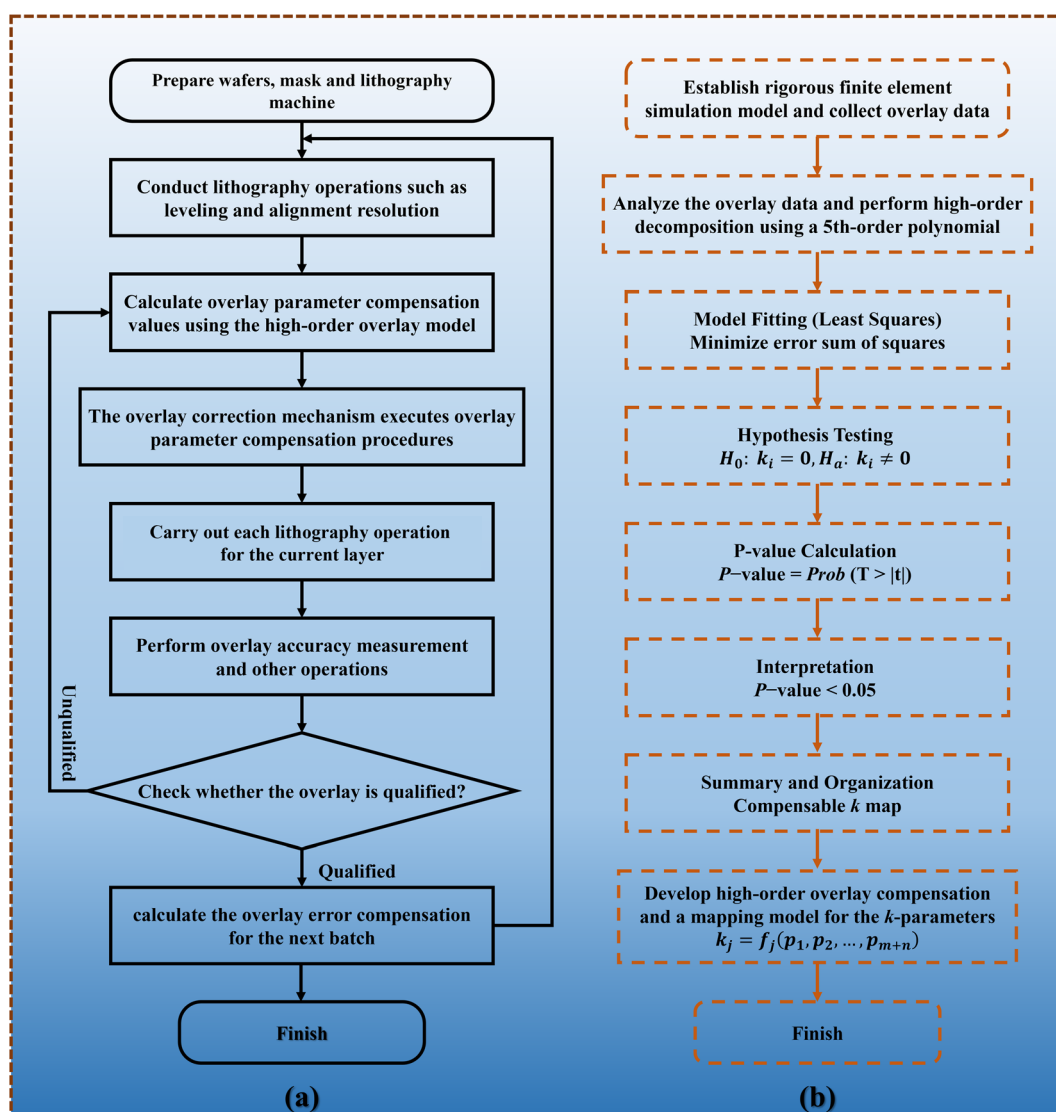 Prepare wafers, mask and lithography
machine
Conduct lithography operations such as
leveling and alignment resolution
Calculate overlay parameter compensation
values using the high-order overlay model
The overlay correction mechanism executes overlay
parameter compensation procedures
Carry out each lithography operation
for the current layer
Perform overlay accuracy measurement
and other operations
Unqualified
Check whether the overlay is qualified?
Qualified
calculate the overlay error compensation
for the next batch
Finish
(a)
Establish rigorous finite element
simulation model and collect overlay data
Analyze the overlay data and perform high-order
decomposition using a 5th-order polynomial
Model Fitting (Least Squares)
Minimize error sum of squares
Hypothesis Testing
H₀: kᵢ = 0, Hₐ: kᵢ ≠ 0
P-value Calculation
P−value = Prob (T > |t|)
Interpretation
P−value < 0.05
Summary and Organization
Compensable k map
Develop high-order overlay compensation
and a mapping model for the k-parameters
kⱼ = fⱼ(p₁, p₂, …, pₘ₊ₙ)
Finish
(b)